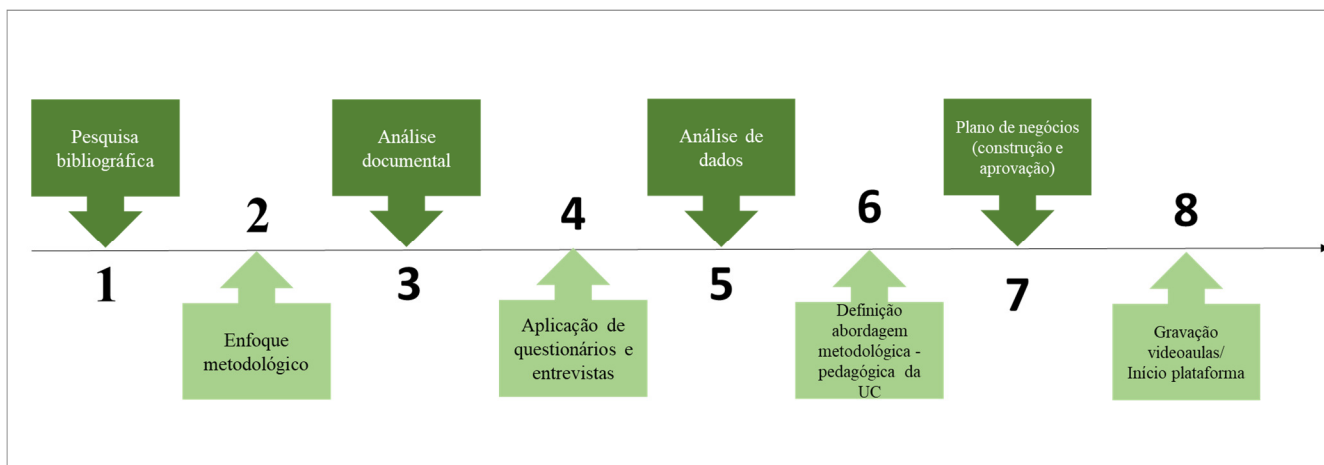 Pesquisa
bibliográfica
1
2
Enfoque
metodológico
Análise
documental
3
4
Aplicação de
questionários e
entrevistas
Análise de
dados
5
6
Definição
abordagem
metodológica -
pedagógica da
UC
Plano de negócios
(construção e
aprovação)
7
8
Gravação
videoaulas/
Início plataforma